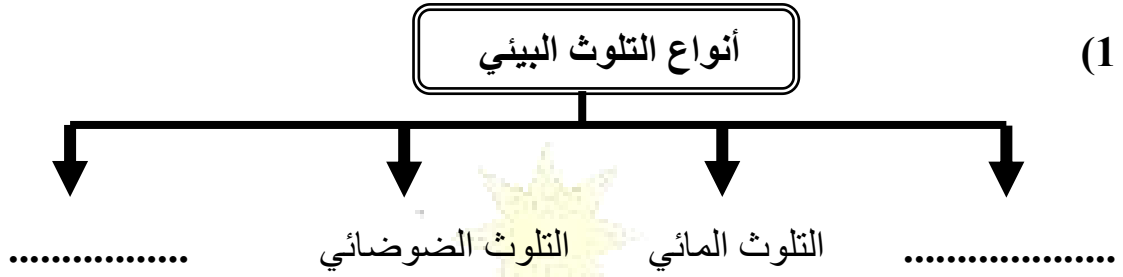 1) أنواع التلوث البيئي
.................... التلوث المائي التلوث الضوضائي .................